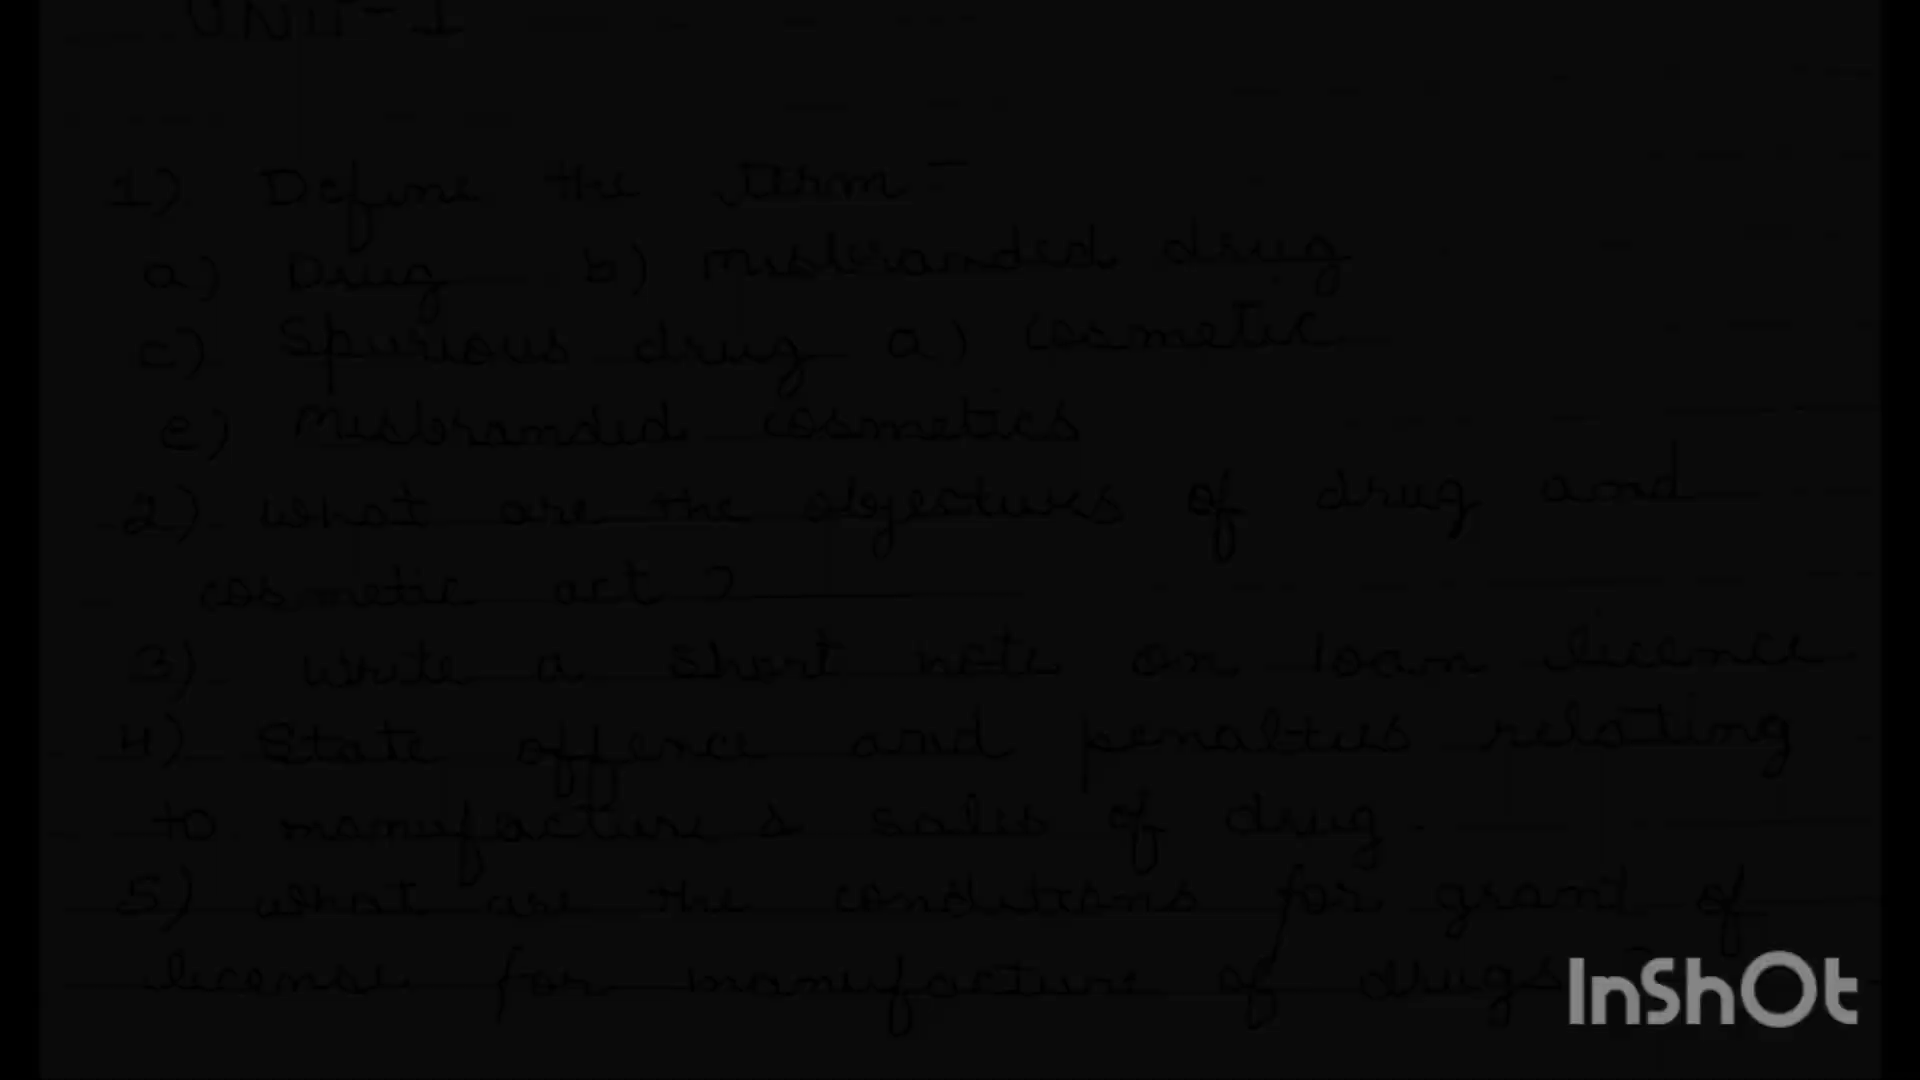 UNIT-I
1) Define the term -
a) Drug b) Misbranded drug
c) Spurious drug a) cosmetic
e) Misbranded cosmetics
2) what are the objectives of drug and
cosmetic act ?
3) write a short note on loan licence
4) State offence and penalties relating
to manufacture & sales of drug.
5) what are the conditions for grant of
license for manufacture of drugs?
InShOt